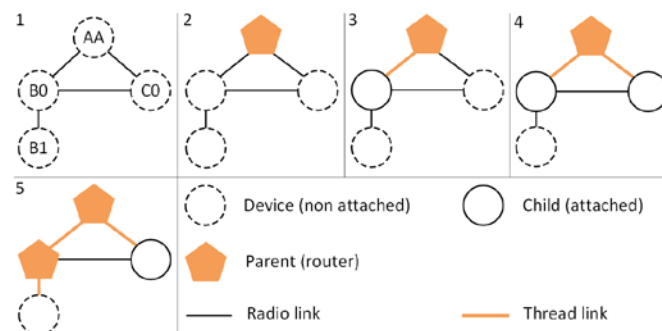 1
2
3
4
AA
B0
C0
B1
5
Device (non attached)
Child (attached)
Parent (router)
Radio link
Thread link